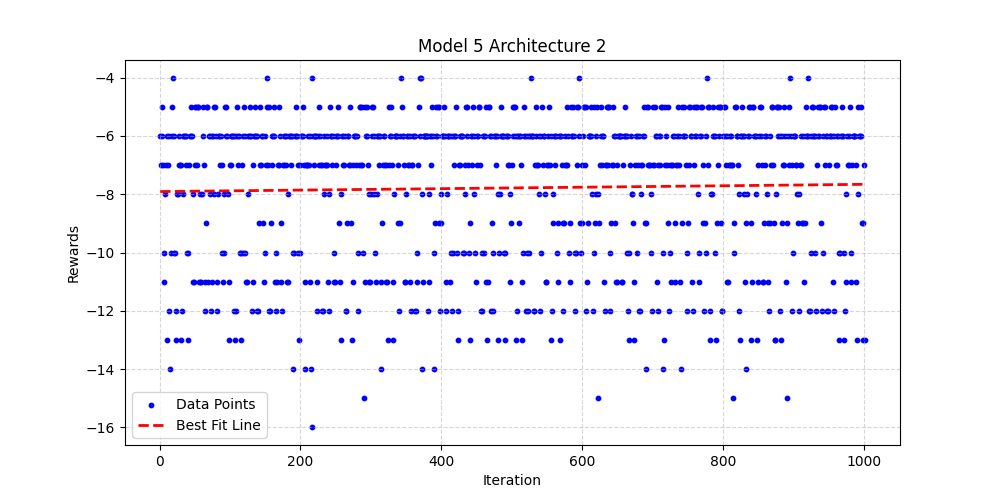 Model 5 Architecture 2
Rewards
−4
−6
−8
−10
−12
−14
−16
Data Points
Best Fit Line
0 200 400 600 800 1000
Iteration